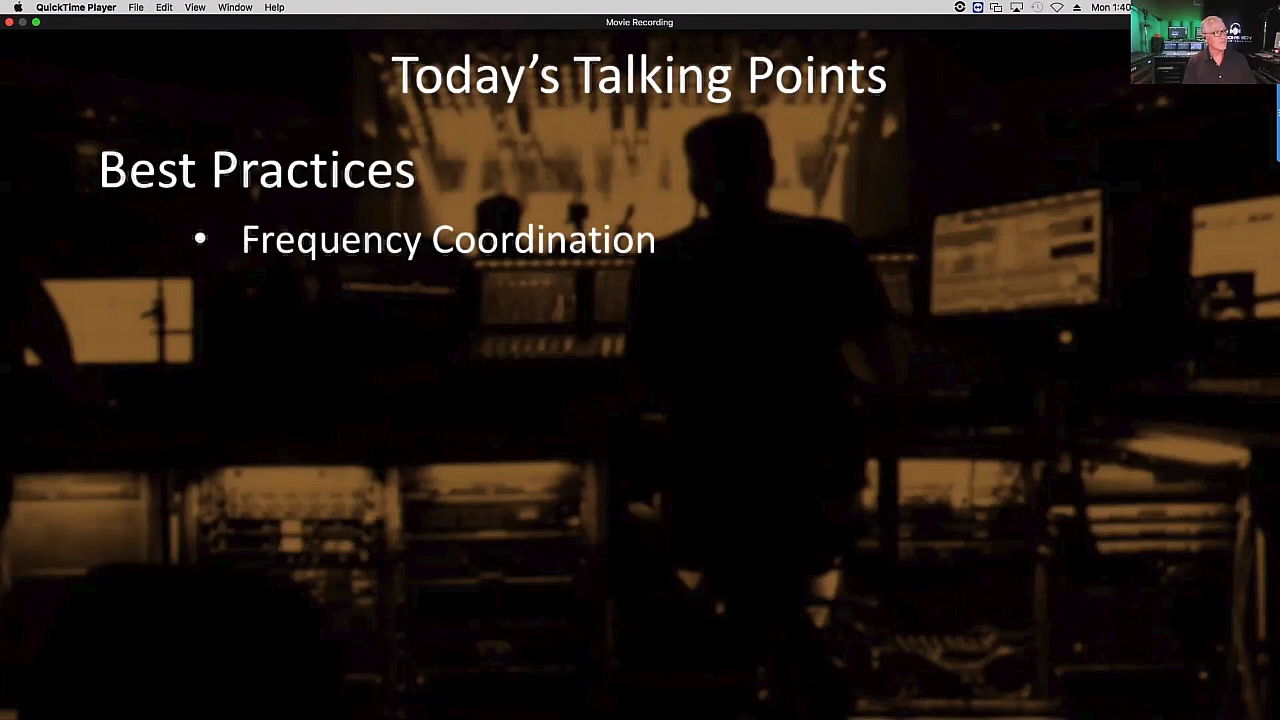 QuickTime Player File Edit View Window Help Mon 1:40
Movie Recording
Today's Talking Points
Best Practices
• Frequency Coordination